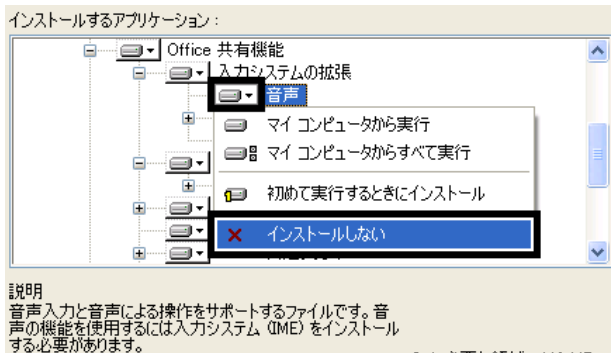 インストールするアプリケーション：
Office 共有機能
入力システムの拡張
音声
マイ コンピュータから実行
マイ コンピュータからすべて実行
初めて実行するときにインストール
インストールしない
説明
音声入力と音声による操作をサポートするファイルです。音
声の機能を使用するには入力システム (IME) をインストール
する必要があります。